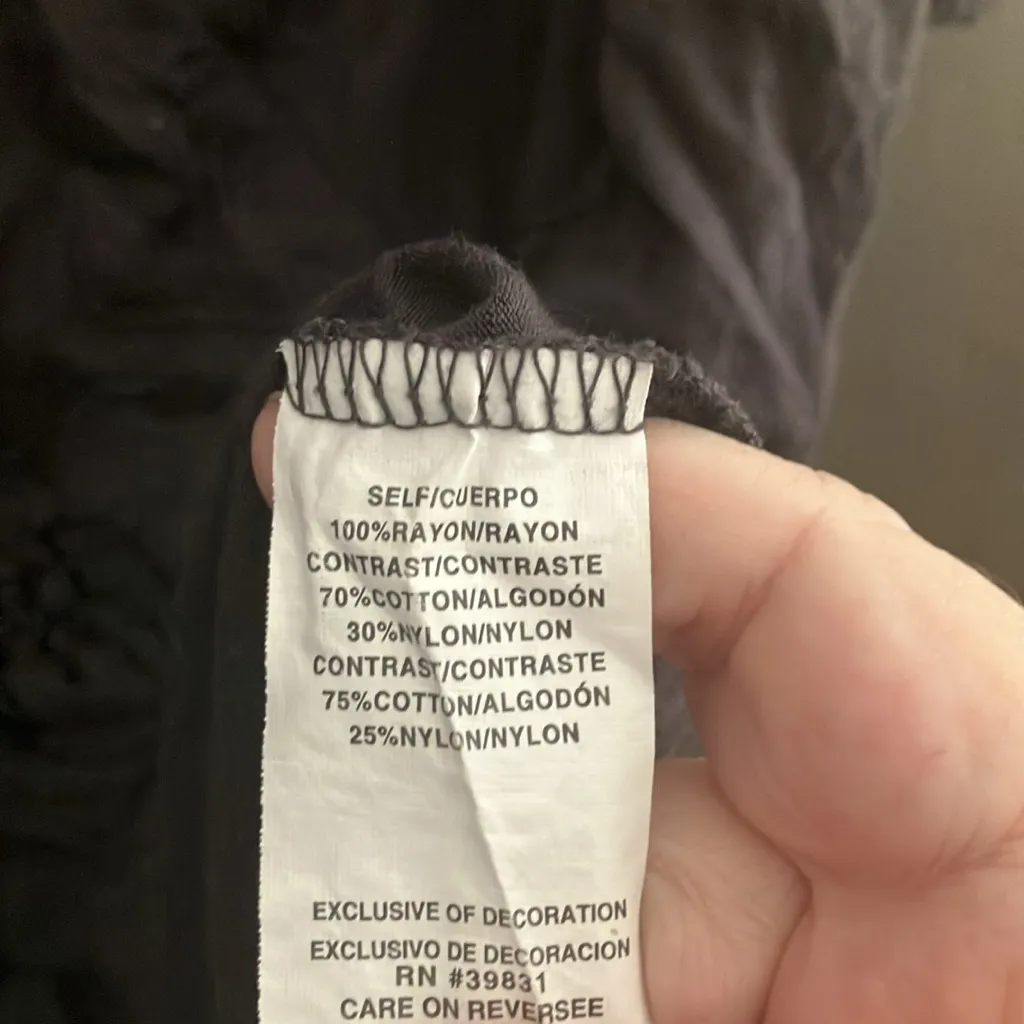 SELF/CUERPO
100%RAYON/RAYON
CONTRAST/CONTRASTE
70%COTTON/ALGODÓN
30%NYLON/NYLON
CONTRAST/CONTRASTE
75%COTTON/ALGODÓN
25%NYLON/NYLON
EXCLUSIVE OF DECORATION
EXCLUSIVO DE DECORACION
RN #39831
CARE ON REVERSEE